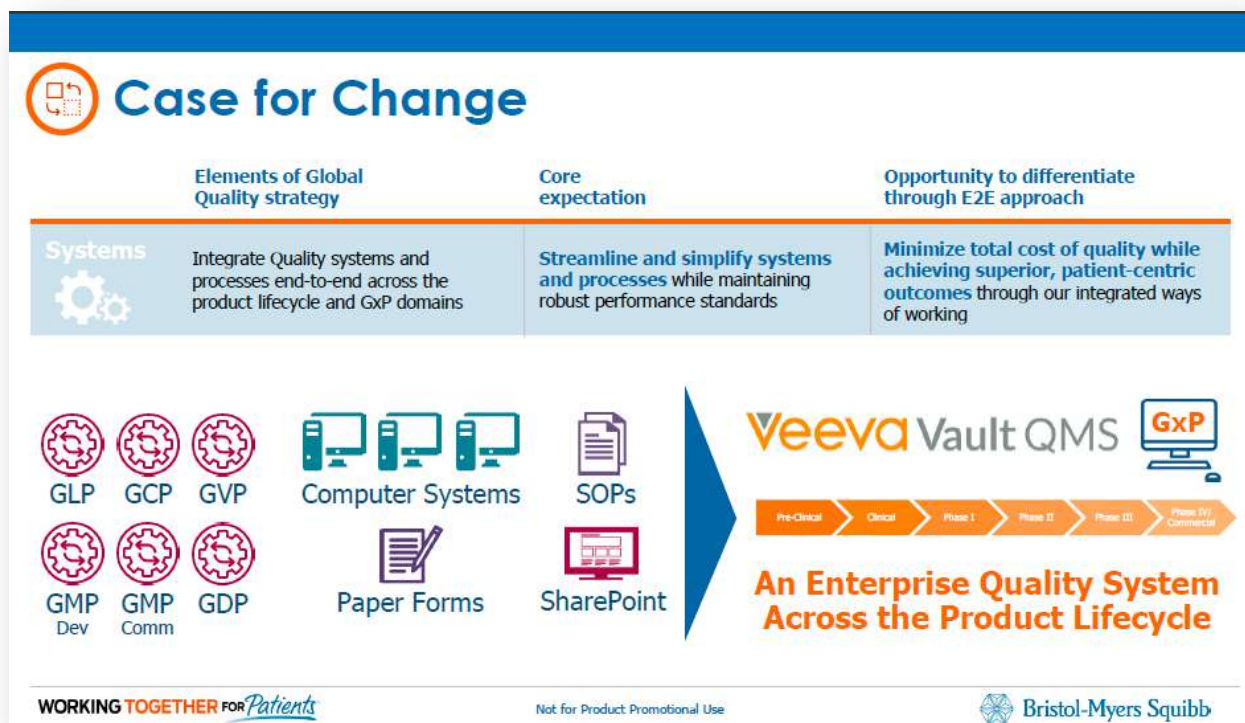 Case for Change
Elements of Global
Quality strategy
Core
expectation
Opportunity to differentiate
through E2E approach
Systems
Integrate Quality systems and
processes end-to-end across the
product lifecycle and GxP domains
Streamline and simplify systems
and processes while maintaining
robust performance standards
Minimize total cost of quality while
achieving superior, patient-centric
outcomes through our integrated ways
of working
GLP
GCP
GVP
GMP
Dev
GMP
Comm
GDP
Computer Systems
SOPs
Paper Forms
SharePoint
Veeva Vault QMS
GxP
Pre-Clinical
Clinical
Phase I
Phase II
Phase III
Phase IV/
Commercial
An Enterprise Quality System
Across the Product Lifecycle
WORKING TOGETHER FOR Patients
Not for Product Promotional Use
Bristol-Myers Squibb